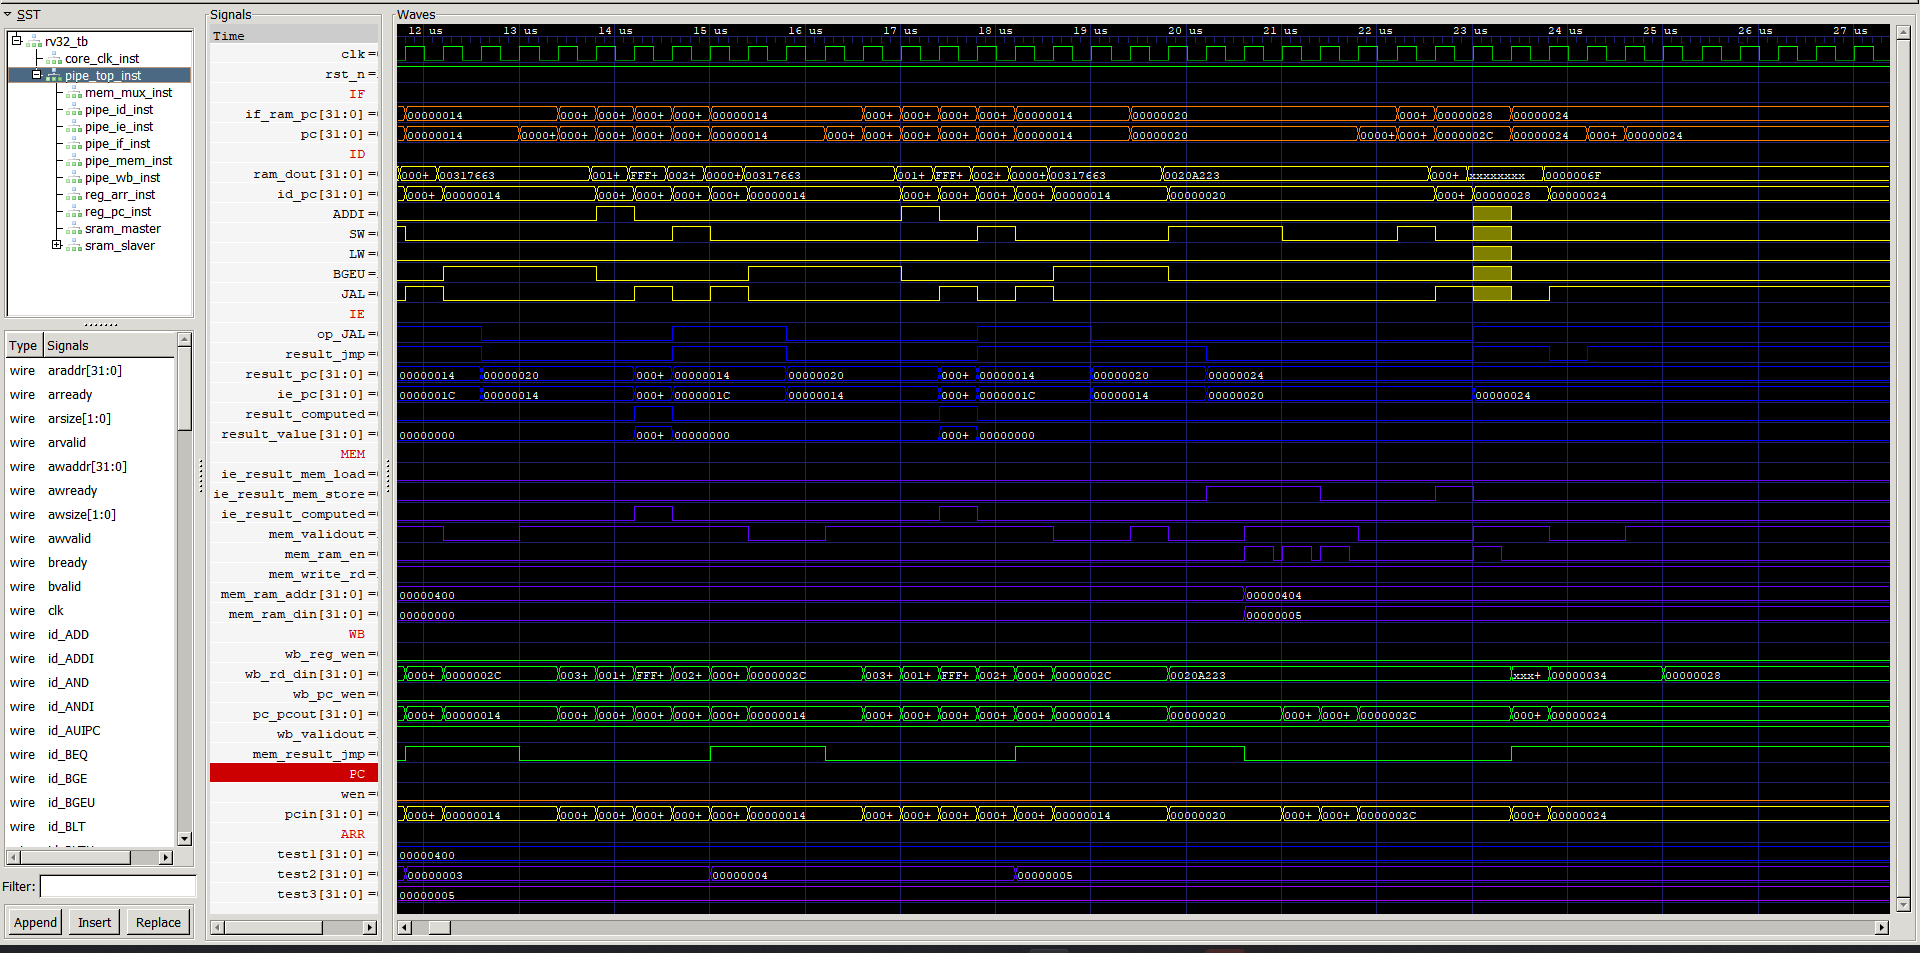 SST
rv32_tb
core_clk_inst
pipe_top_inst
mem_mux_inst
pipe_id_inst
pipe_ie_inst
pipe_if_inst
pipe_mem_inst
pipe_wb_inst
reg_arr_inst
reg_pc_inst
sram_master
sram_slaver
Type Signals
wire araddr[31:0]
wire arready
wire arsize[1:0]
wire arvalid
wire awaddr[31:0]
wire awready
wire awsize[1:0]
wire awvalid
wire bready
wire bvalid
wire clk
wire id_ADD
wire id_ADDI
wire id_AND
wire id_ANDI
wire id_AUIPC
wire id_BEQ
wire id_BGE
wire id_BGEU
wire id_BLT
Filter:
Append Insert Replace
Signals
Time
clk =
rst_n =
IF
if_ram_pc[31:0] =
pc[31:0] =
ID
ram_dout[31:0] =
id_pc[31:0] =
ADDI =
SW =
LW =
BGEU =
JAL =
IE
op_JAL =
result_jmp =
result_pc[31:0] =
ie_pc[31:0] =
result_computed =
result_value[31:0] =
MEM
ie_result_mem_load =
ie_result_mem_store =
ie_result_computed =
mem_validout =
mem_ram_en =
mem_write_rd =
mem_ram_addr[31:0] =
mem_ram_din[31:0] =
WB
wb_reg_wen =
wb_rd_din[31:0] =
wb_pc_wen =
pc_pcout[31:0] =
wb_validout =
mem_result_jmp =
PC
wen =
pcin[31:0] =
ARR
test1[31:0] =
test2[31:0] =
test3[31:0] =
Waves
12 us 13 us 14 us 15 us 16 us 17 us 18 us 19 us 20 us 21 us 22 us 23 us 24 us 25 us 26 us 27 us
00000014 000+ 000+ 000+ 000+ 00000014 000+ 000+ 000+ 000+ 00000014 00000020 000+ 00000028 00000024
00000014 0000+ 000+ 000+ 000+ 000+ 00000014 000+ 000+ 000+ 000+ 000+ 00000014 00000020 0000+ 000+ 0000002C 00000024 000+ 00000024
000+ 00317663 001+ FFF+ 002+ 0000+ 00317663 001+ FFF+ 002+ 0000+ 00317663 0020A223 000+ xxxxxxxx 0000006F
000+ 00000014 000+ 000+ 000+ 000+ 00000014 000+ 000+ 000+ 000+ 00000014 00000020 000+ 00000028 00000024
00000014 00000020 000+ 00000014 00000020 000+ 00000014 00000020 00000024
0000001C 00000014 000+ 0000001C 00000014 000+ 0000001C 00000014 00000020 00000024
00000000 000+ 00000000 000+ 00000000
00000400 00000404
00000000 00000005
000+ 0000002C 003+ 001+ FFF+ 002+ 000+ 0000002C 003+ 001+ FFF+ 002+ 000+ 0000002C 0020A223 xxx+ 00000034 00000028
000+ 00000014 000+ 000+ 000+ 000+ 000+ 00000014 000+ 000+ 000+ 000+ 000+ 00000014 00000020 000+ 000+ 0000002C 000+ 00000024
000+ 00000014 000+ 000+ 000+ 000+ 000+ 00000014 000+ 000+ 000+ 000+ 000+ 00000014 00000020 000+ 000+ 0000002C 000+ 00000024
00000400
00000003 00000004 00000005
00000005